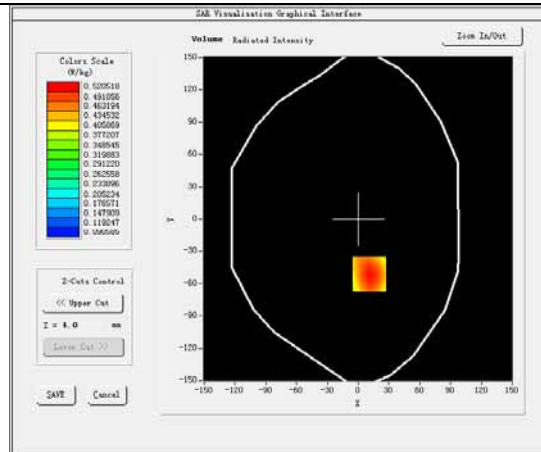 SAR Visualisation Graphical Interface
Volume Radiated Intensity
Zoom In/Out
Colors Scale
(W/kg)
0.520518
0.491856
0.463194
0.434532
0.405869
0.377207
0.348545
0.319883
0.291220
0.262558
0.233896
0.205234
0.176571
0.147909
0.119247
150
120
90
60
30
0
-30
-60
-90
-120
-150
Y
-150 -120 -90 -60 -30 0 30 60 90 120 150
X
Z-Cuts Control
<< Upper Cut
Z = 4.0 mm
Lower Cut >>
SAVE
Cancel